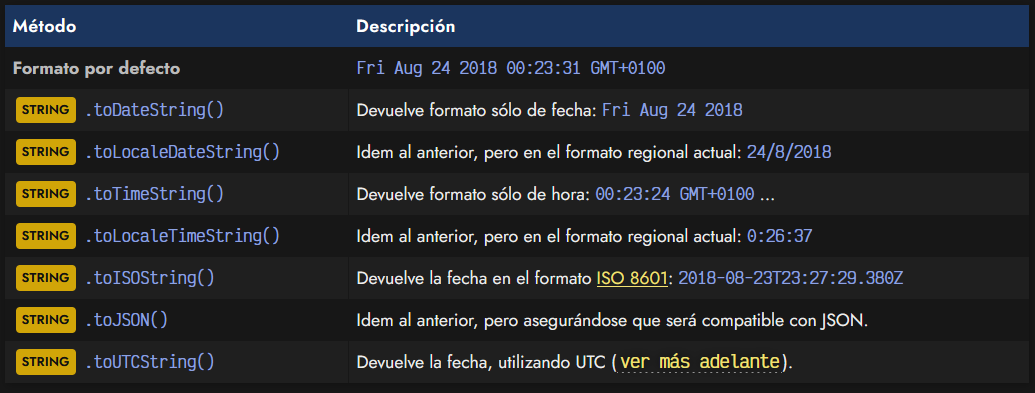 Método Descripción
Formato por defecto Fri Aug 24 2018 00:23:31 GMT+0100
STRING .toDateString() Devuelve formato sólo de fecha: Fri Aug 24 2018
STRING .toLocaleDateString() Idem al anterior, pero en el formato regional actual: 24/8/2018
STRING .toTimeString() Devuelve formato sólo de hora: 00:23:24 GMT+0100 ...
STRING .toLocaleTimeString() Idem al anterior, pero en el formato regional actual: 0:26:37
STRING .toISOString() Devuelve la fecha en el formato ISO 8601: 2018-08-23T23:27:29.380Z
STRING .toJSON() Idem al anterior, pero asegurándose que será compatible con JSON.
STRING .toUTCString() Devuelve la fecha, utilizando UTC (ver más adelante).